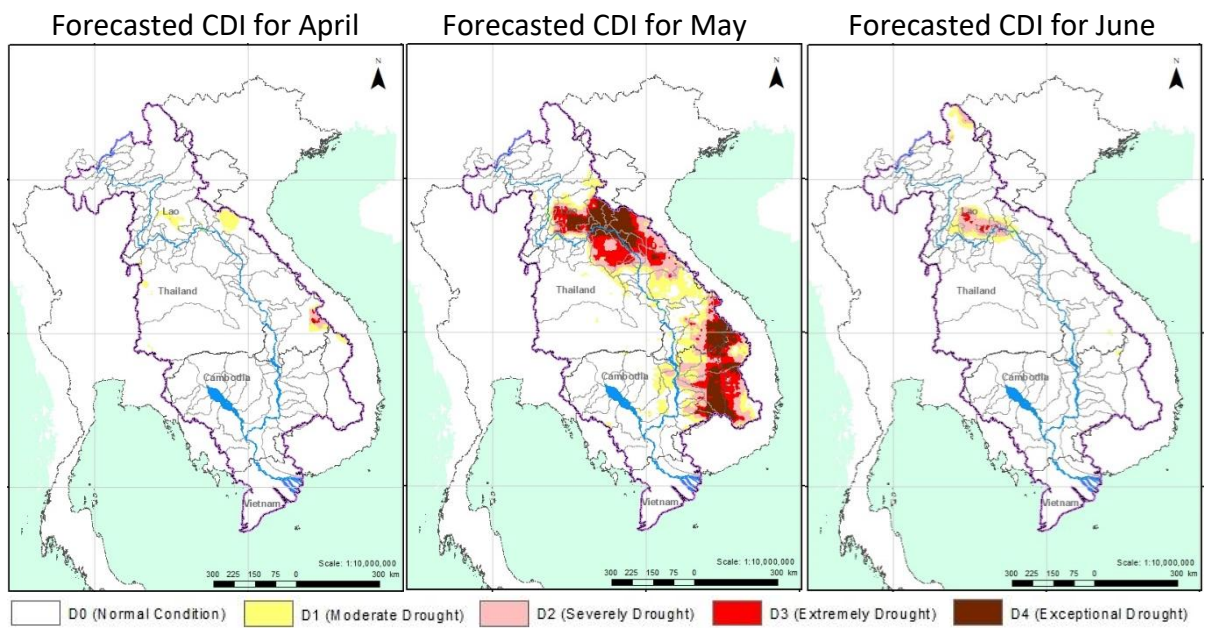 Forecasted CDI for April
Forecasted CDI for May
Forecasted CDI for June
N
N
N
Lao
Thailand
Cambodia
Vietnam
Thailand
Cambodia
Vietnam
Lao
Thailand
Cambodia
Vietnam
Scale: 1:10,000,000
300 225 150 75 0 300 km
Scale: 1:10,000,000
300 225 150 75 0 300 km
Scale: 1:10,000,000
300 225 150 75 0 300 km
D0 (Normal Condition)
D1 (Moderate Drought)
D2 (Severely Drought)
D3 (Extremely Drought)
D4 (Exceptional Drought)